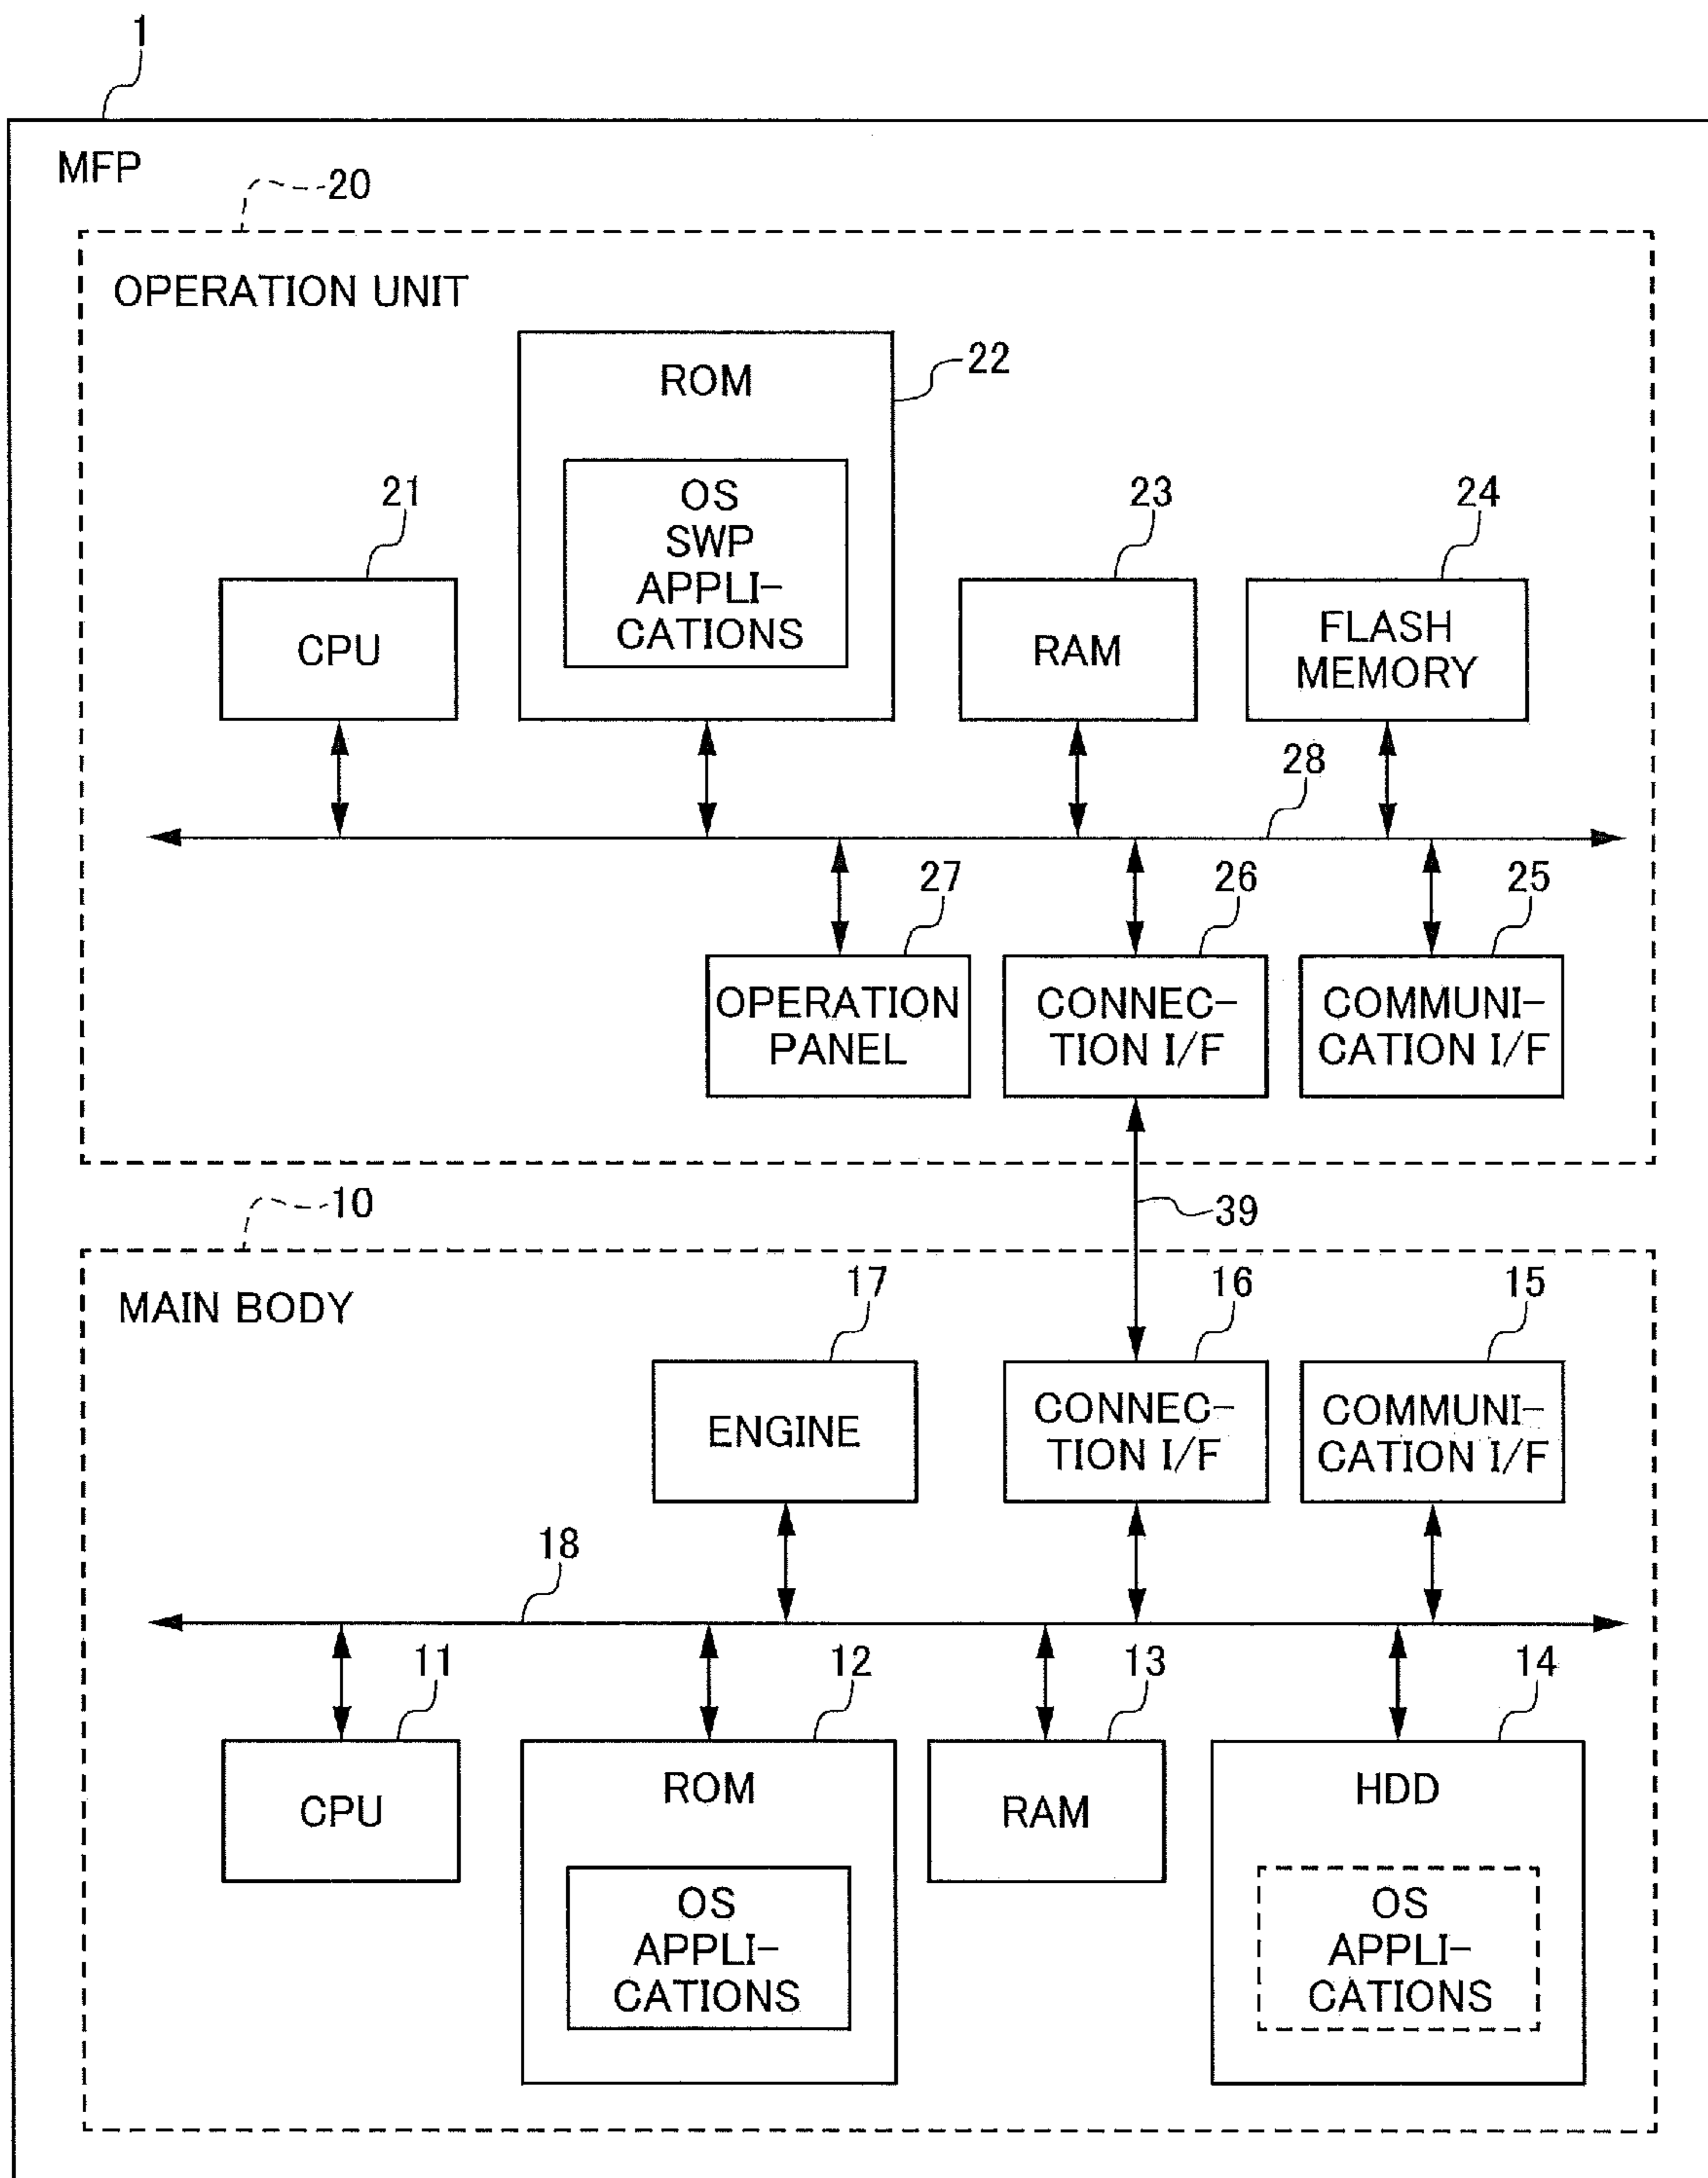 1
MFP
20
OPERATION UNIT
ROM
22
OS
SWP
APPLI-
CATIONS
21
CPU
23
RAM
24
FLASH
MEMORY
28
27
OPERATION
PANEL
26
CONNEC-
TION I/F
25
COMMUNI-
CATION I/F
39
10
MAIN BODY
17
ENGINE
16
CONNEC-
TION I/F
15
COMMUNI-
CATION I/F
18
11
CPU
12
ROM
OS
APPLI-
CATIONS
13
RAM
14
HDD
OS
APPLI-
CATIONS